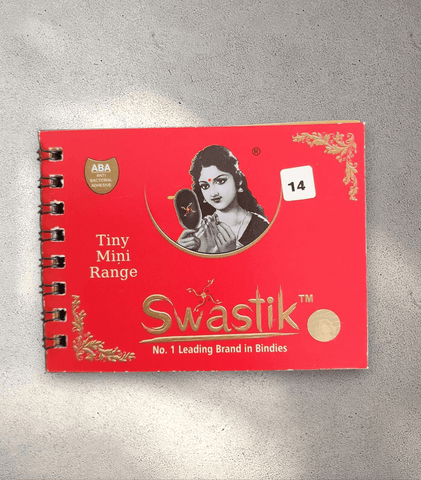 ABA
ANTI
BACTERIAL
ADHESIVE
®
14
Tiny
Mini
Range
Swastik™
No. 1 Leading Brand in Bindies